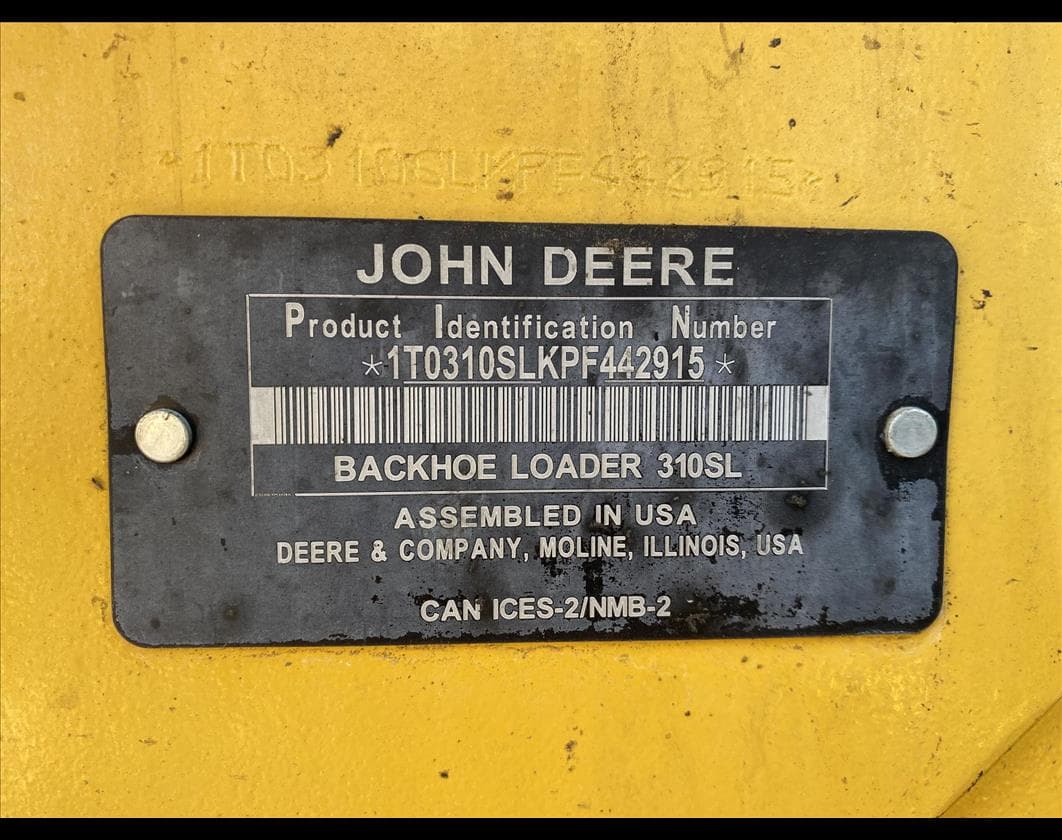 *1T0310SLKPF442915*
JOHN DEERE
Product Identification Number
*1T0310SLKPF442915*
BACKHOE LOADER 310SL
ASSEMBLED IN USA
DEERE & COMPANY, MOLINE, ILLINOIS, USA
CAN ICES-2/NMB-2